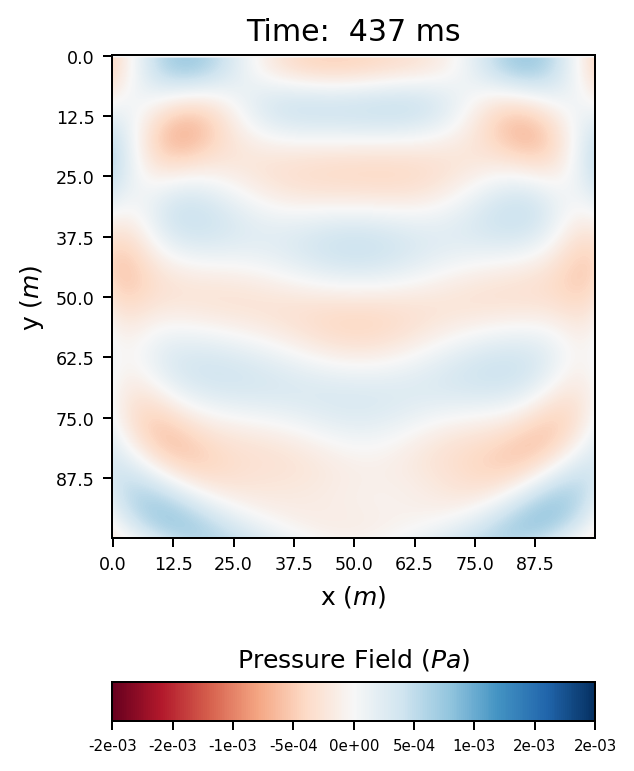 Time:  437 ms
0.0
12.5
25.0
37.5
50.0
62.5
75.0
87.5
y (m)
0.0 12.5 25.0 37.5 50.0 62.5 75.0 87.5
x (m)
Pressure Field (Pa)
-2e-03 -2e-03 -1e-03 -5e-04 0e+00 5e-04 1e-03 2e-03 2e-03